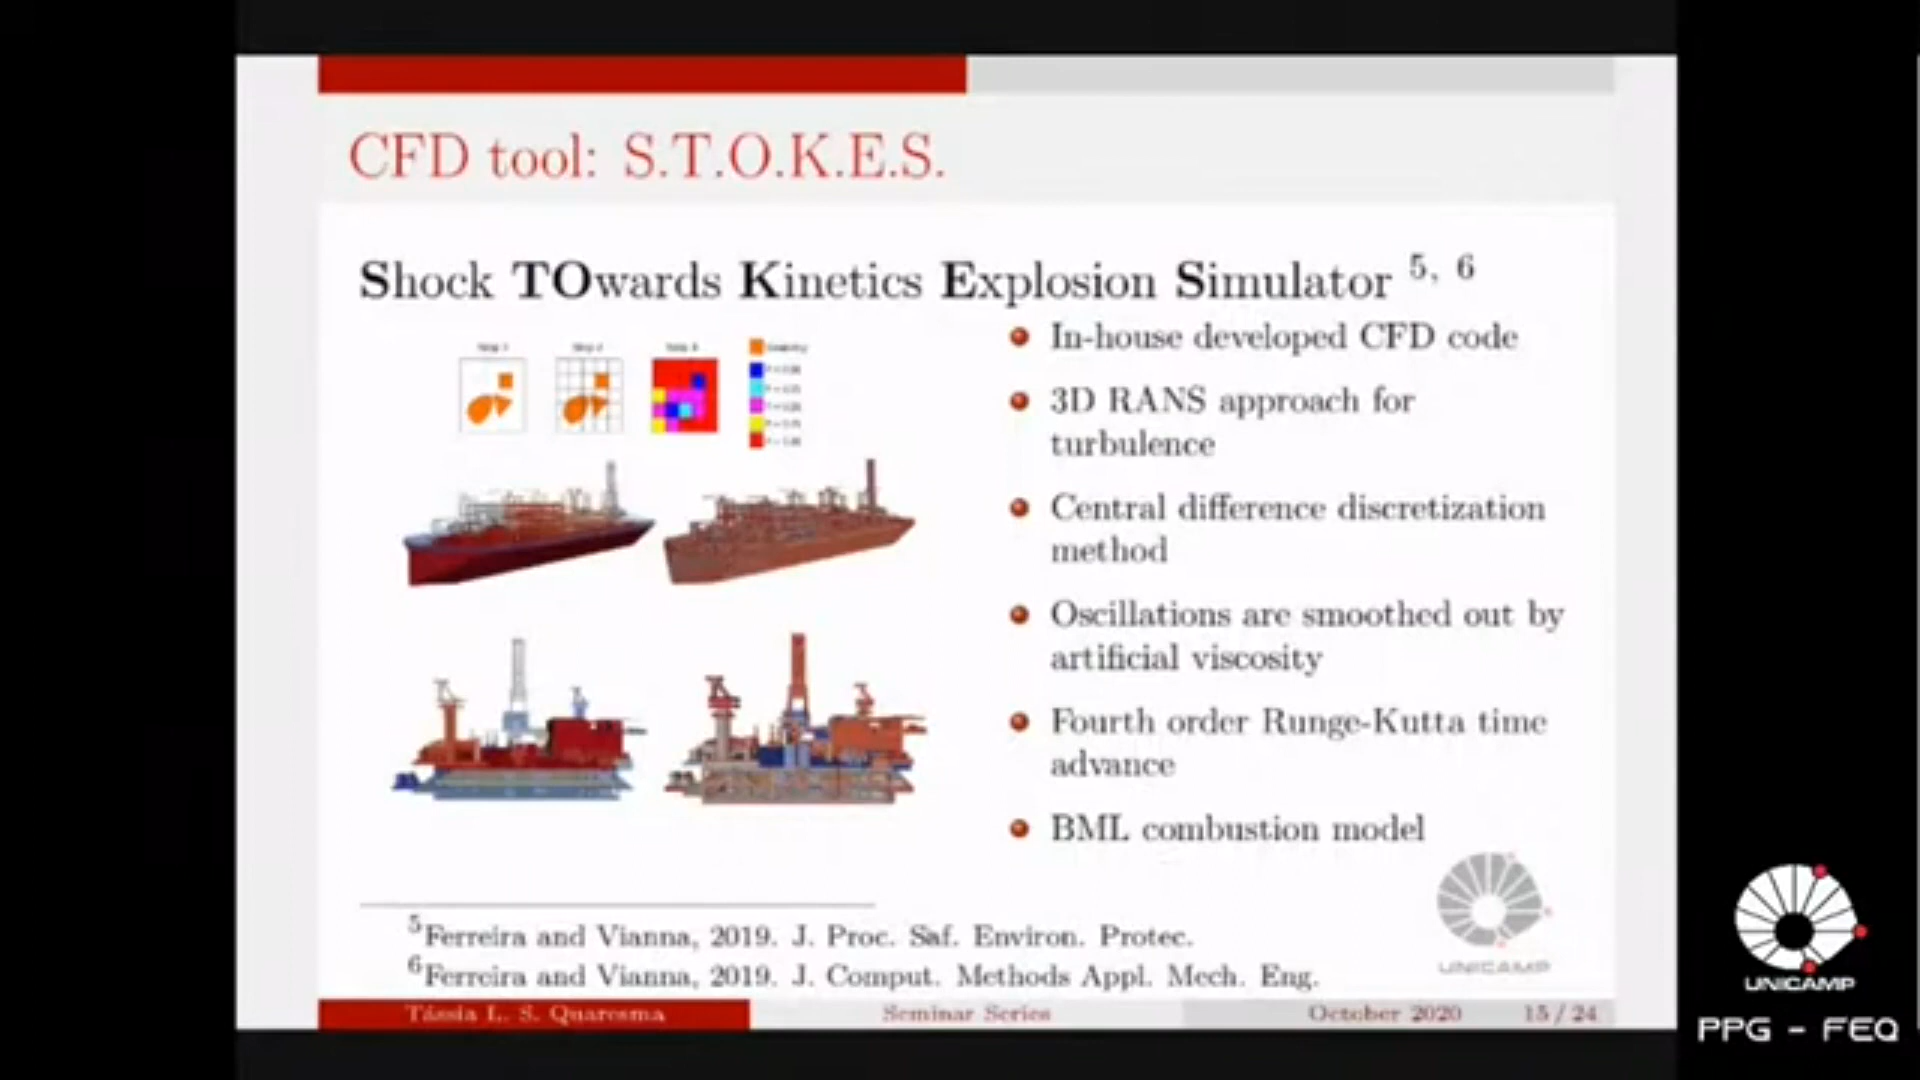 CFD tool: S.T.O.K.E.S.
Shock TOwards Kinetics Explosion Simulator 5, 6
In-house developed CFD code
3D RANS approach for
turbulence
Central difference discretization
method
Oscillations are smoothed out by
artificial viscosity
Fourth order Runge-Kutta time
advance
BML combustion model
5Ferreira and Vianna, 2019. J. Proc. Saf. Environ. Protec.
6Ferreira and Vianna, 2019. J. Comput. Methods Appl. Mech. Eng.
UNICAMP
Tássia L. S. Quaresma Seminar Series October 2020 15 / 24
UNICAMP
PPG - FEQ